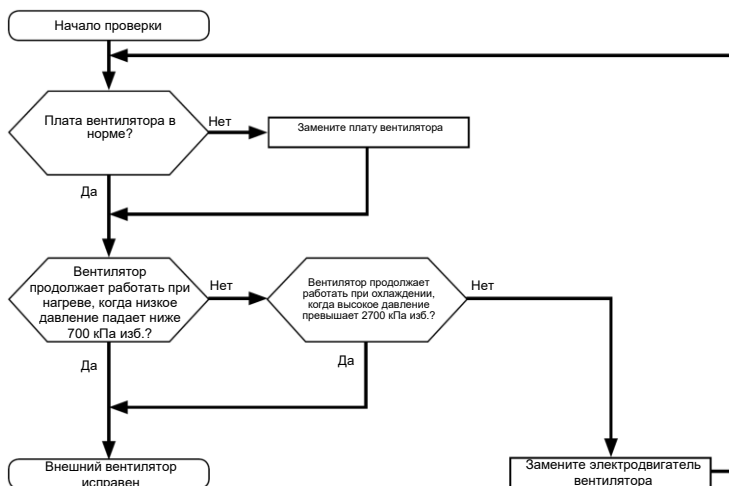 Начало проверки
Плата вентилятора в
норме?
Нет
Замените плату вентилятора
Да
Вентилятор
продолжает работать при
нагреве, когда низкое
давление падает ниже
700 кПа изб.?
Нет
Вентилятор продолжает
работать при охлаждении,
когда высокое давление
превышает 2700 кПа изб.?
Нет
Да
Да
Внешний вентилятор
исправен
Замените электродвигатель
вентилятора